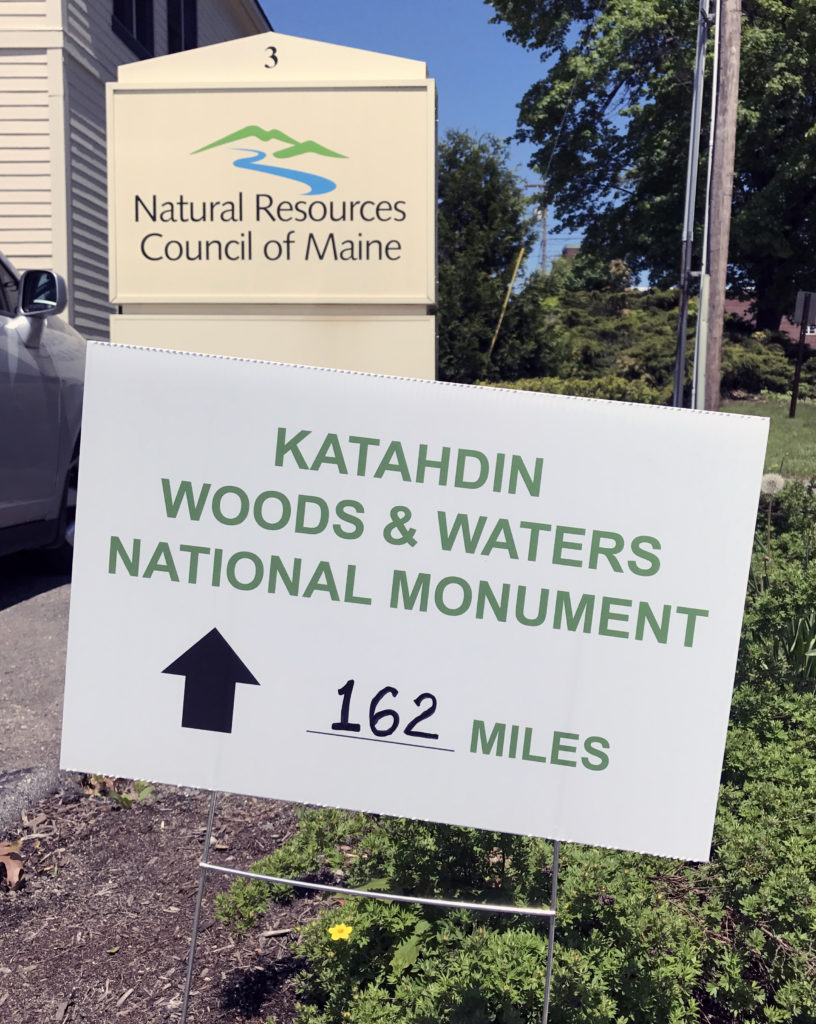 3
Natural Resources
Council of Maine
KATAHDIN
WOODS & WATERS
NATIONAL MONUMENT
162 MILES